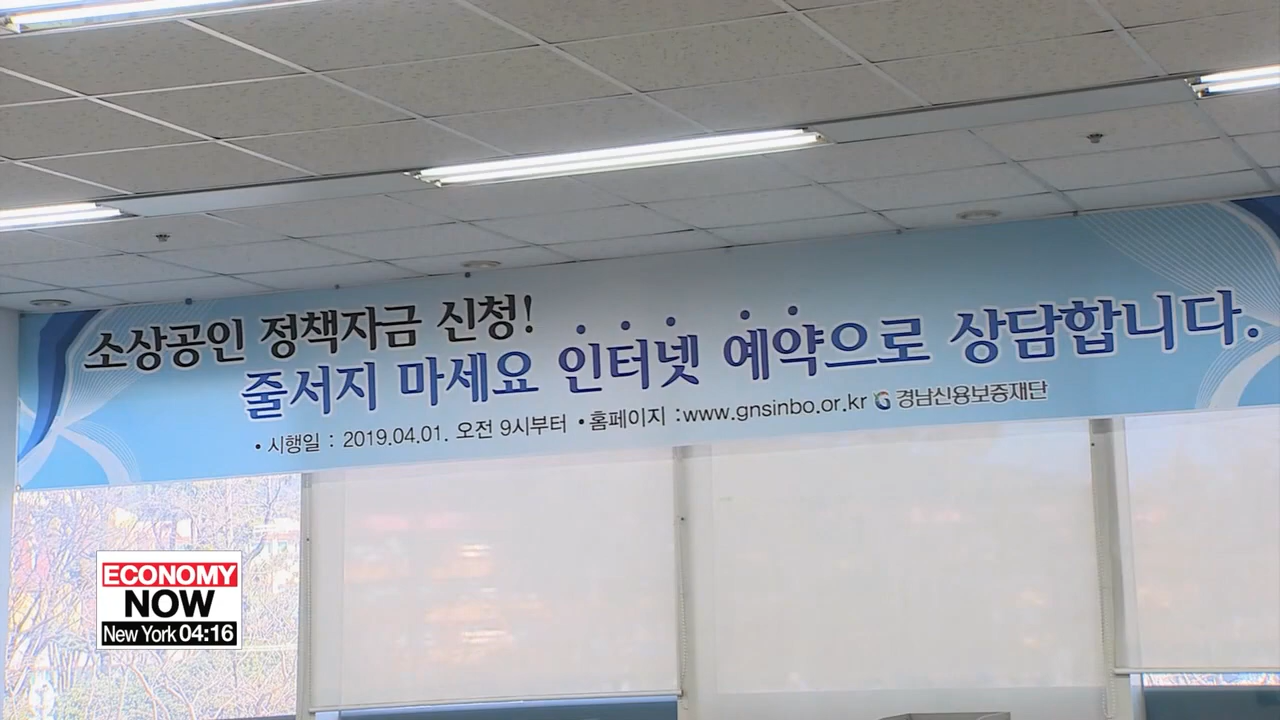 소상공인 정책자금 신청!
줄서지 마세요 인터넷 예약으로 상담합니다.
• 시행일 : 2019.04.01. 오전 9시부터 • 홈페이지 :www.gnsinbo.or.kr 경남신용보증재단
ECONOMY
NOW
New York 04:16